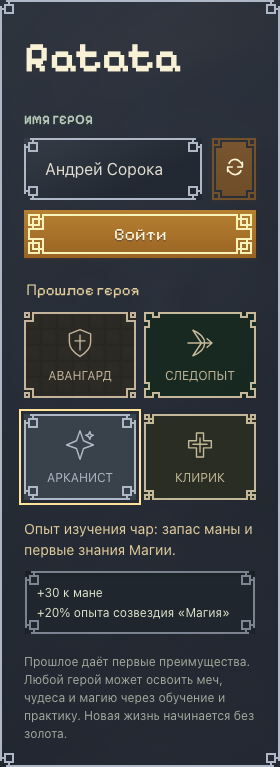 Ratata
ИМЯ ГЕРОЯ
Андрей Сорока
Войти
Прошлое героя
АВАНГАРД
СЛЕДОПЫТ
АРКАНИСТ
КЛИРИК
Опыт изучения чар: запас маны и
первые знания Магии.
+30 к мане
+20% опыта созвездия «Магия»
Прошлое даёт первые преимущества.
Любой герой может освоить меч,
чудеса и магию через обучение и
практику. Новая жизнь начинается без
золота.